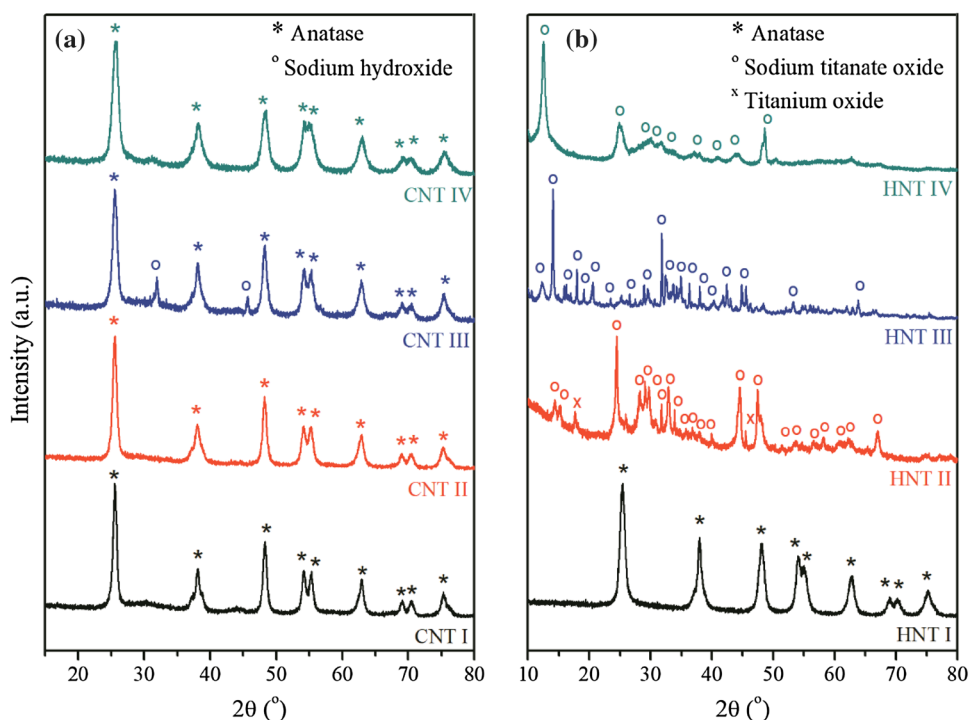 Intensity (a.u.)
(a)
* Anatase
o Sodium hydroxide
CNT IV
CNT III
CNT II
CNT I
20 30 40 50 60 70 80
2θ (°)
(b)
* Anatase
o Sodium titanate oxide
x Titanium oxide
HNT IV
HNT III
HNT II
HNT I
10 20 30 40 50 60 70 80
2θ (°)